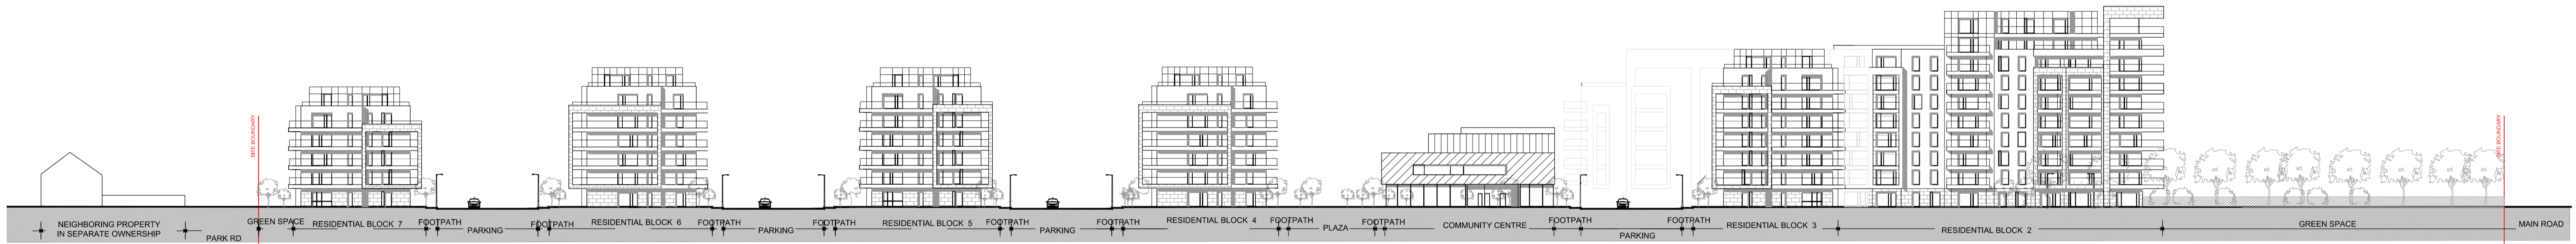 SITE BOUNDARY
SITE BOUNDARY
NEIGHBORING PROPERTY
IN SEPARATE OWNERSHIP
PARK RD
GREEN SPACE
RESIDENTIAL BLOCK 7
FOOTPATH
PARKING
FOOTPATH
RESIDENTIAL BLOCK 6
FOOTPATH
PARKING
FOOTPATH
RESIDENTIAL BLOCK 5
FOOTPATH
PARKING
FOOTPATH
RESIDENTIAL BLOCK 4
FOOTPATH
PLAZA
FOOTPATH
COMMUNITY CENTRE
FOOTPATH
PARKING
FOOTPATH
RESIDENTIAL BLOCK 3
RESIDENTIAL BLOCK 2
GREEN SPACE
MAIN ROAD